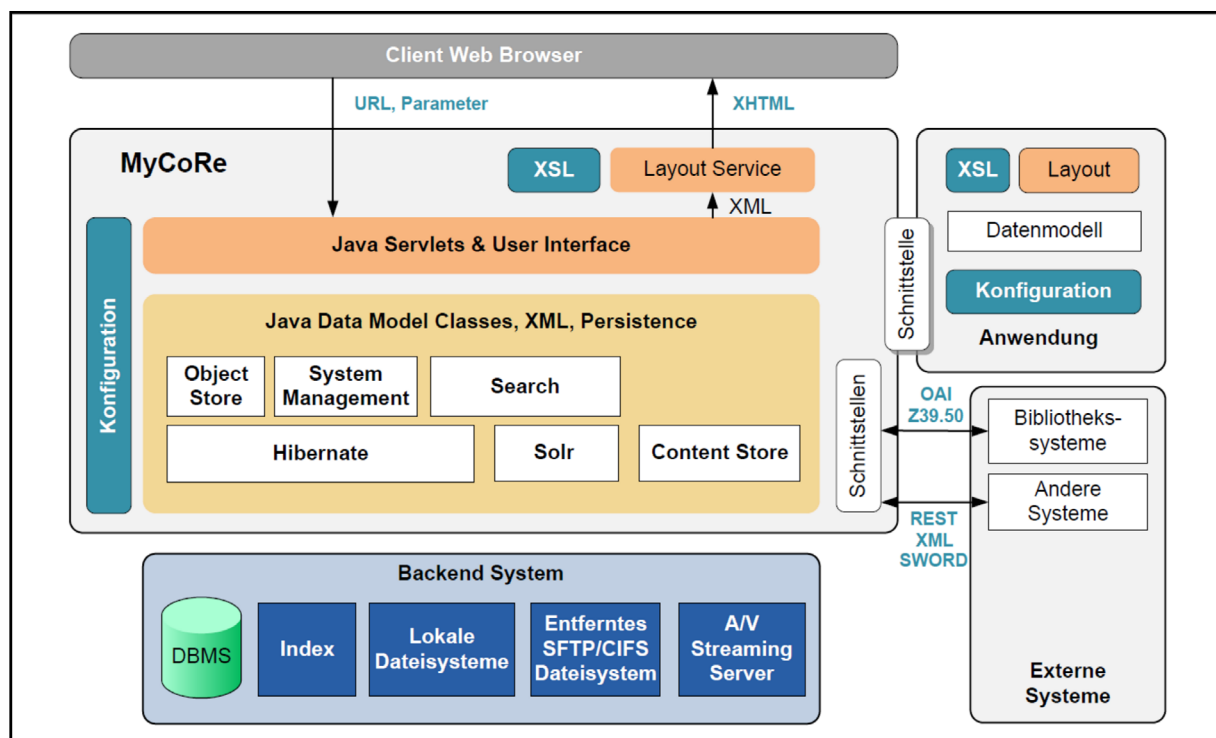 Client Web Browser
URL, Parameter
XHTML
MyCoRe
XSL
Layout Service
XML
Java Servlets & User Interface
Konfiguration
Java Data Model Classes, XML, Persistence
Object
Store
System
Management
Search
Hibernate
Solr
Content Store
Schnittstelle
Schnittstellen
XSL
Layout
Datenmodell
Konfiguration
Anwendung
OAI
Z39.50
REST
XML
SWORD
Bibliotheks-
systeme
Andere
Systeme
Externe
Systeme
Backend System
DBMS
Index
Lokale
Dateisysteme
Entferntes
SFTP/CIFS
Dateisystem
A/V
Streaming
Server